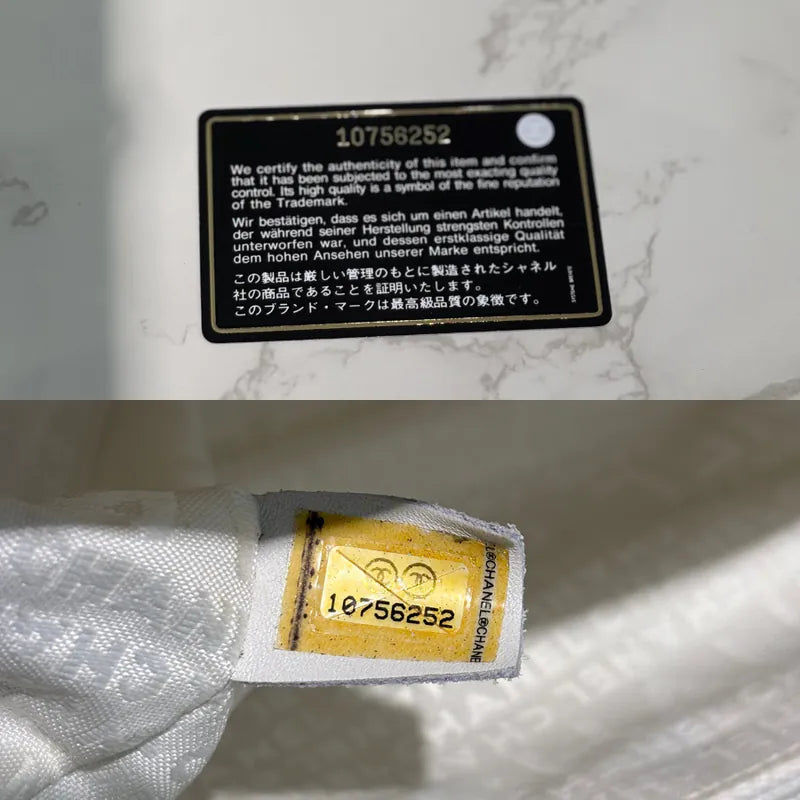 10756252
We certify the authenticity of this item and confirm
that it has been subjected to the most exacting quality
control. Its high quality is a symbol of the fine reputation
of the Trademark.
Wir bestätigen, dass es sich um einen Artikel handelt,
der während seiner Herstellung strengsten Kontrollen
unterworfen war, und dessen erstklassige Qualität
dem hohen Ansehen unserer Marke entspricht.
この製品は厳しい管理のもとに製造されたシャネル
社の商品であることを証明いたします。
このブランド・マークは最高級品質の象徴です。
10756252
®CHANEL®CHANE